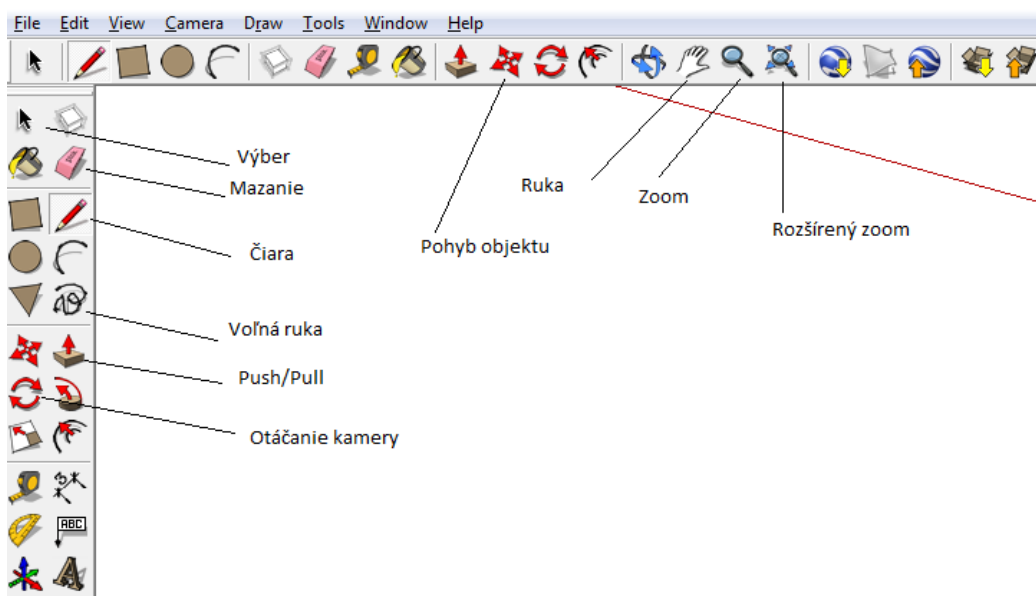 File Edit View Camera Draw Tools Window Help
Výber
Mazanie
Ruka
Zoom
Rozšírený zoom
Pohyb objektu
Čiara
Voľná ruka
Push/Pull
Otáčanie kamery
ABC
A